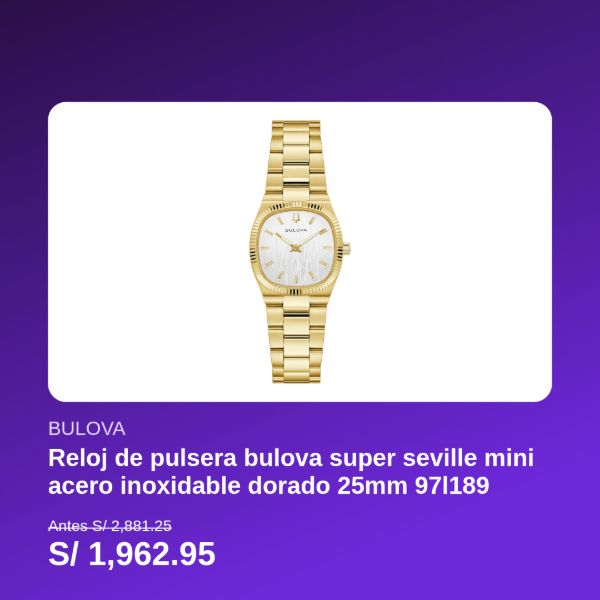 BULOVA
BULOVA
Reloj de pulsera bulova super seville mini
acero inoxidable dorado 25mm 97l189
Antes S/ 2,881.25
S/ 1,962.95